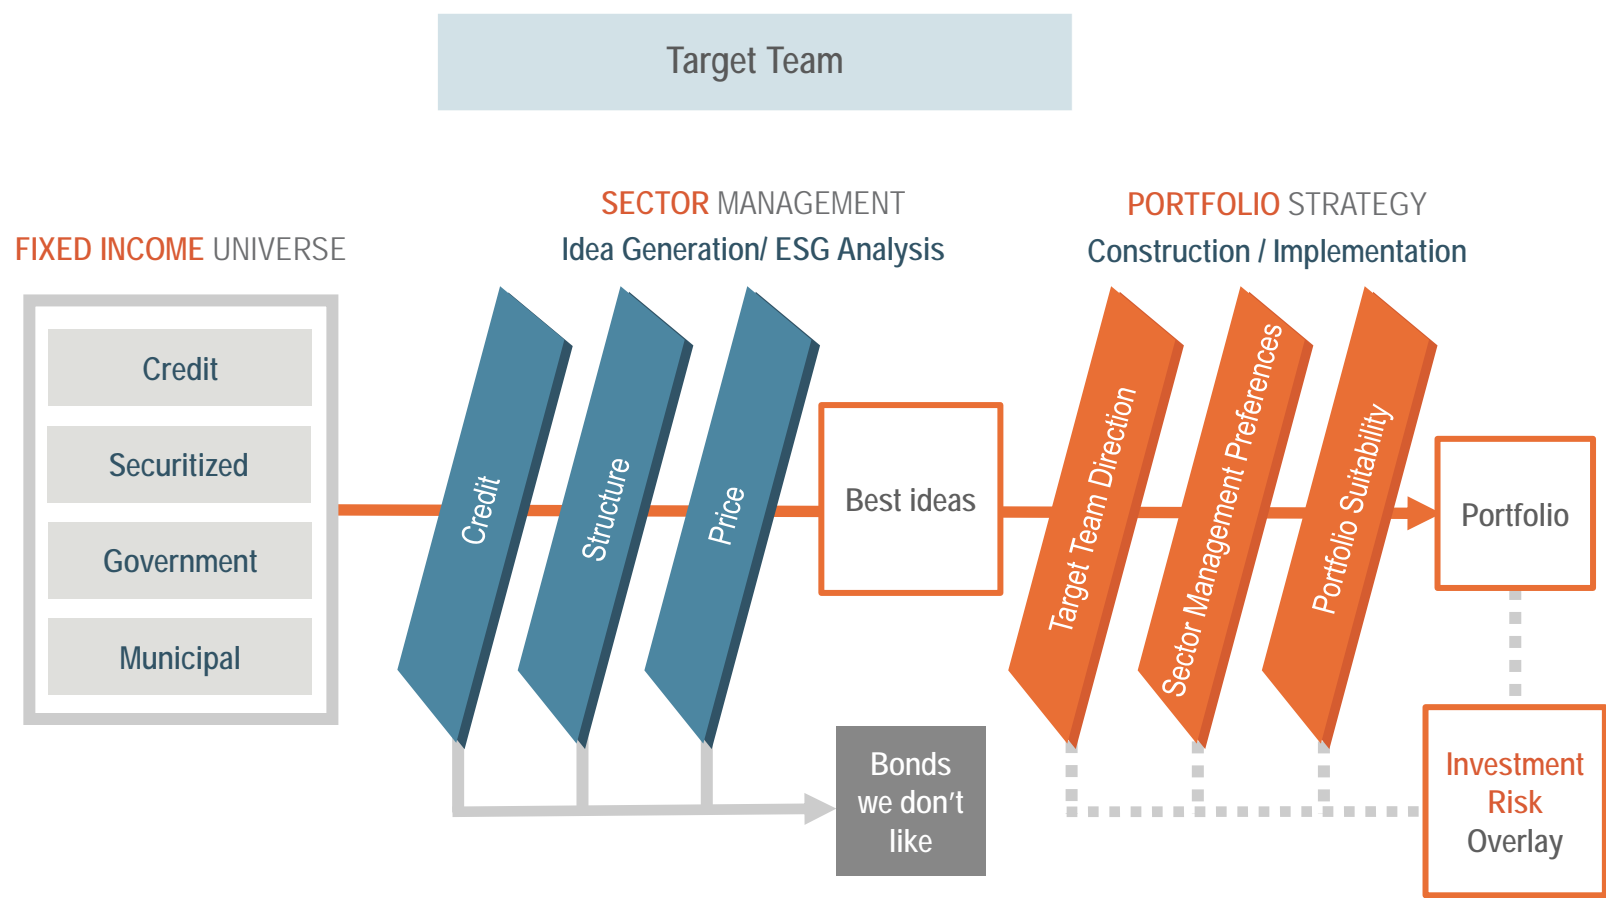 Target Team
FIXED INCOME UNIVERSE
Credit
Securitized
Government
Municipal
SECTOR MANAGEMENT
Idea Generation/ ESG Analysis
Credit
Structure
Price
Best ideas
Bonds
we don't
like
PORTFOLIO STRATEGY
Construction / Implementation
Target Team Direction
Sector Management Preferences
Portfolio Suitability
Portfolio
Investment
Risk
Overlay